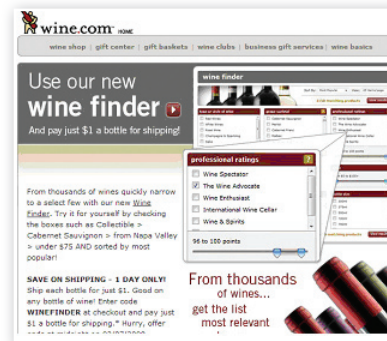 wine.com HOME
wine shop | gift center | gift baskets | wine clubs | business gift services | wine basics
Use our new
wine finder
And pay just $1 a bottle for shipping!
wine finder
professional ratings ?
Wine Spectator
The Wine Advocate
Wine Enthusiast
International Wine Cellar
Wine & Spirits
96 to 100 points
From thousands of wines quickly narrow
to a select few with our new Wine
Finder. Try it for yourself by checking
the boxes such as Collectible >
Cabernet Sauvignon > from Napa Valley
> under $75 AND sorted by most
popular!
SAVE ON SHIPPING - 1 DAY ONLY!
Ship each bottle for just $1. Good on
any bottle of wine! Enter code
WINEFINDER at checkout and pay just
$1 a bottle for shipping.* Hurry, offer
From thousands
of wines...
get the list
most relevant